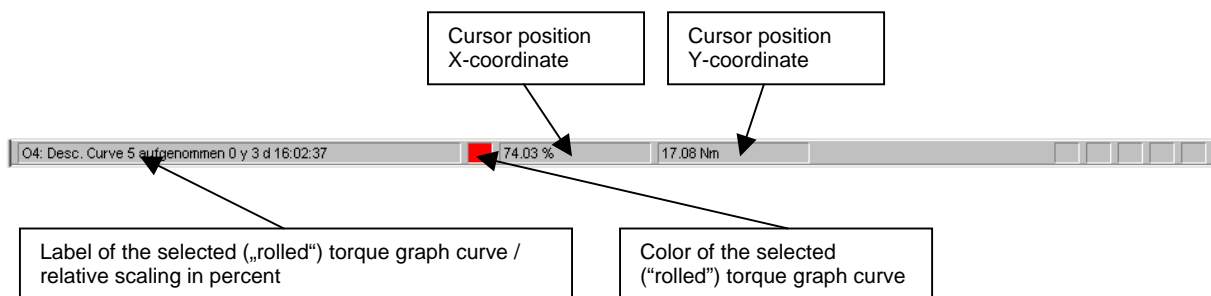 Cursor position
X-coordinate
Cursor position
Y-coordinate
O4: Desc. Curve 5 aufgenommen 0 y 3 d 16:02:37
74.03 %
17.08 Nm
Label of the selected („rolled“) torque graph curve /
relative scaling in percent
Color of the selected
(“rolled”) torque graph curve